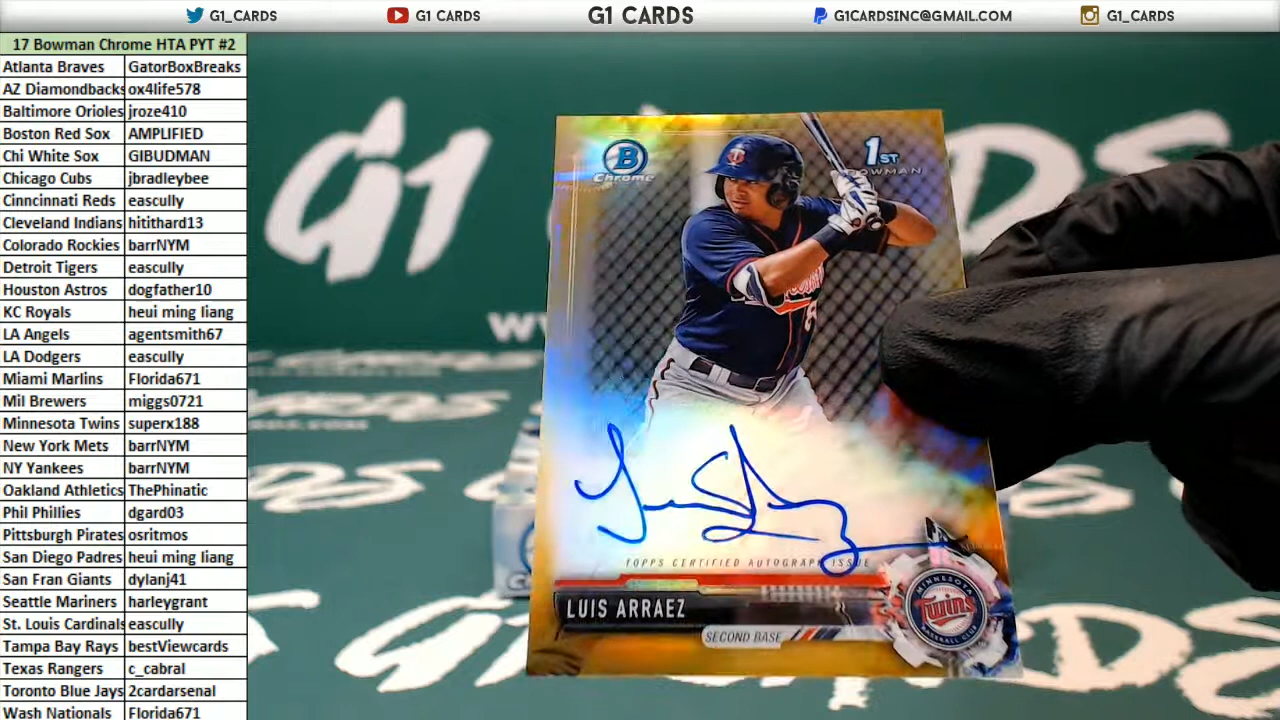 G1_CARDS
G1 CARDS
G1 CARDS
G1CARDSINC@GMAIL.COM
G1_CARDS
17 Bowman Chrome HTA PYT #2
Atlanta Braves GatorBoxBreaks
AZ Diamondbacks ox4life578
Baltimore Orioles jroze410
Boston Red Sox AMPLIFIED
Chi White Sox GIBUDMAN
Chicago Cubs jbradleybee
Cinncinnati Reds eascully
Cleveland Indians hitithard13
Colorado Rockies barrNYM
Detroit Tigers eascully
Houston Astros dogfather10
KC Royals heui ming liang
LA Angels agentsmith67
LA Dodgers eascully
Miami Marlins Florida671
Mil Brewers miggs0721
Minnesota Twins superx188
New York Mets barrNYM
NY Yankees barrNYM
Oakland Athletics ThePhinatic
Phil Phillies dgard03
Pittsburgh Pirates osritmos
San Diego Padres heui ming liang
San Fran Giants dylanj41
Seattle Mariners harleygrant
St. Louis Cardinals eascully
Tampa Bay Rays bestViewcards
Texas Rangers c_cabral
Toronto Blue Jays 2cardarsenal
Wash Nationals Florida671
G1
B
Chrome
1ST
BOWMAN
TOPPS CERTIFIED AUTOGRAPH ISSUE
LUIS ARRAEZ
SECOND BASE
MINNESOTA
Twins
BASEBALL CLUB